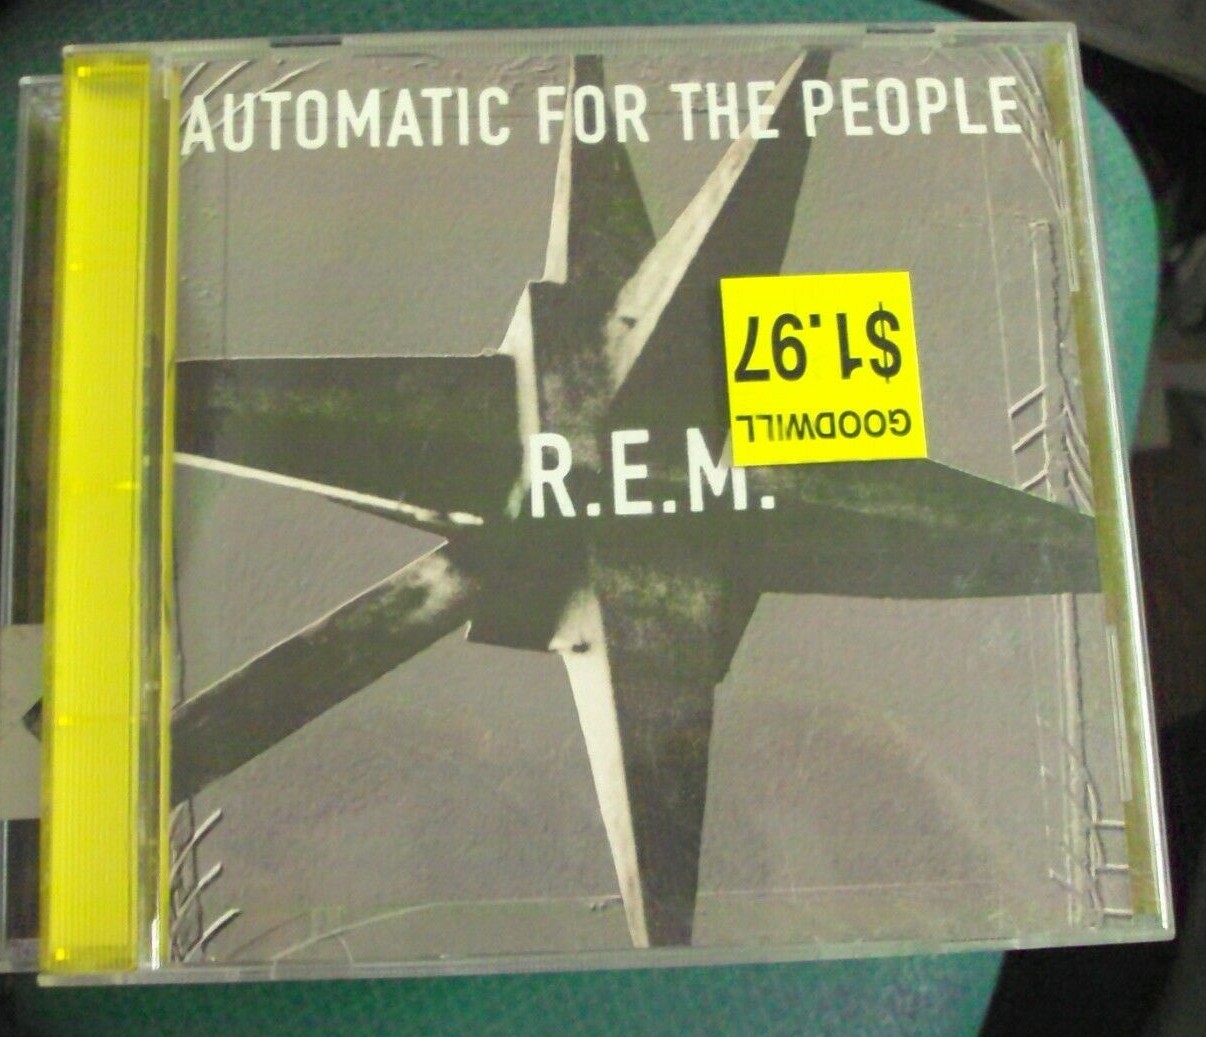 AUTOMATIC FOR THE PEOPLE
R.E.M.
GOODWILL
$1.97